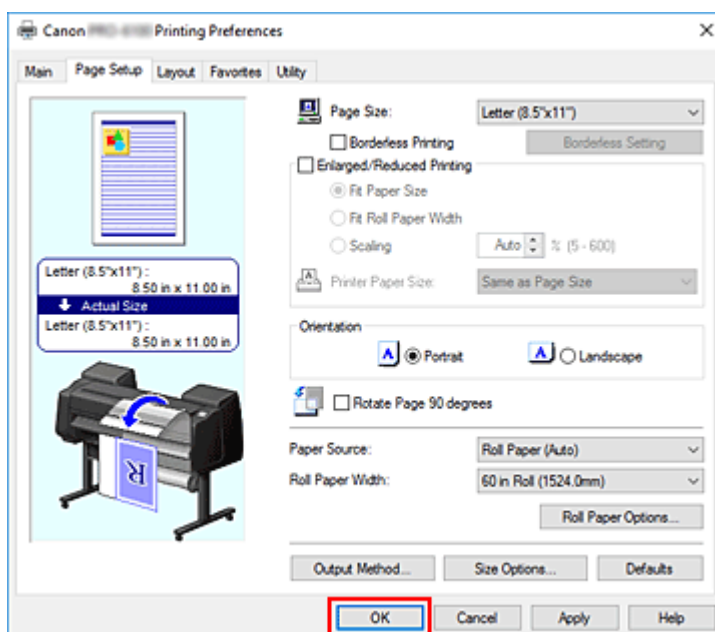 Canon Printing Preferences
Main Page Setup Layout Favorites Utility
Page Size: Letter (8.5"x11")
Borderless Printing Borderless Setting
Enlarged/Reduced Printing
Fit Paper Size
Fit Roll Paper Width
Scaling Auto % (5 - 600)
Printer Paper Size: Same as Page Size
Letter (8.5"x11") :
8.50 in x 11.00 in
Actual Size
Letter (8.5"x11") :
8.50 in x 11.00 in
Orientation
A Portrait A Landscape
Rotate Page 90 degrees
R
Paper Source: Roll Paper (Auto)
Roll Paper Width: 60 in Roll (1524.0mm)
Roll Paper Options...
Output Method... Size Options... Defaults
OK Cancel Apply Help